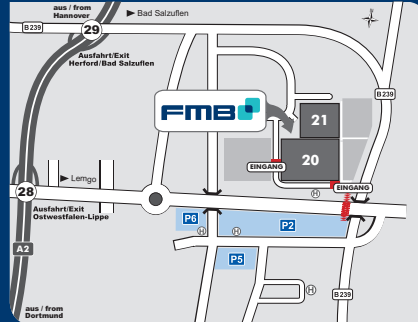 aus / from
Hannover
Bad Salzuflen
B239
29
Ausfahrt/Exit
Herford/Bad Salzuflen
B239
FMB
21
20
EINGANG
EINGANG
Lemgo
28
H
Ausfahrt/Exit
Ostwestfalen-Lippe
P6
H
H
P2
A2
P5
H
B239
aus / from
Dortmund